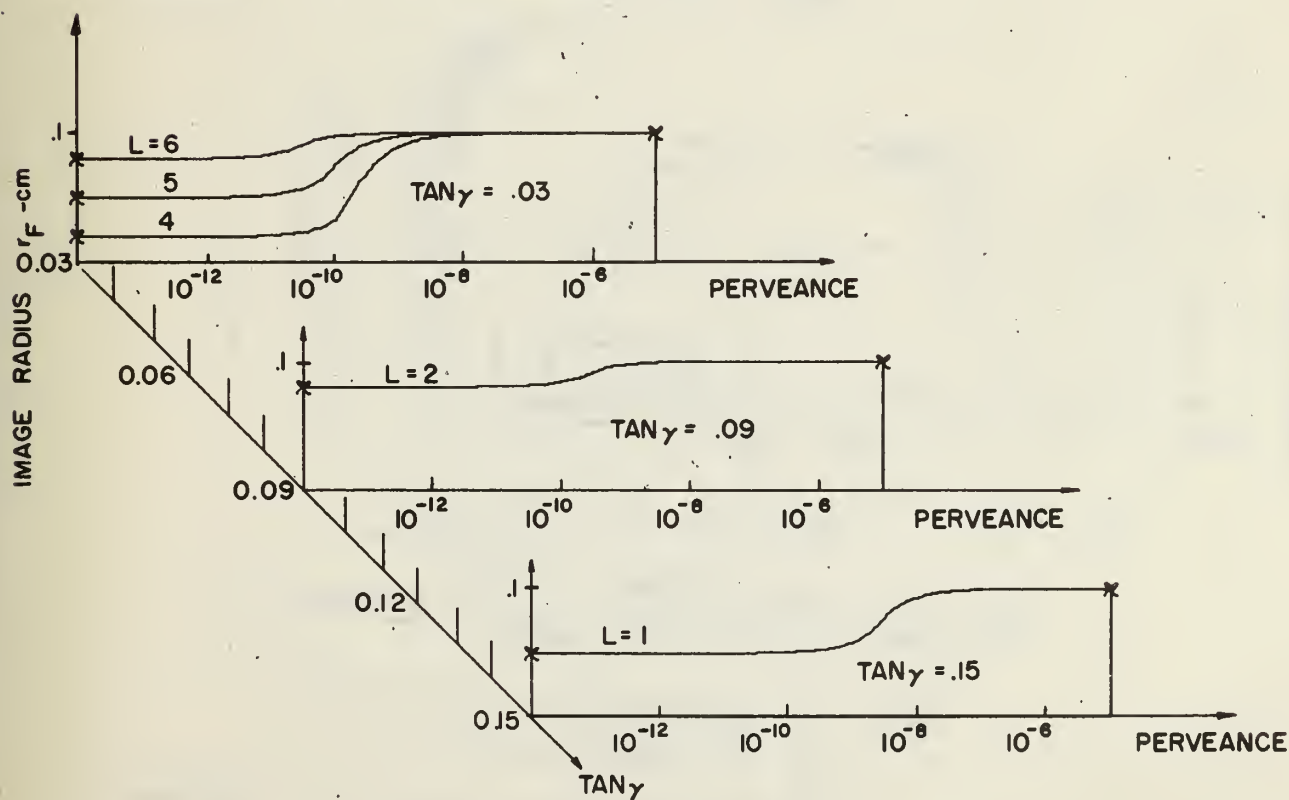 IMAGE RADIUS r_F -cm
.1
L=6
5
4
TANγ = .03
0.03
10⁻¹² 10⁻¹⁰ 10⁻⁸ 10⁻⁶ PERVEANCE
0.06
.1
L=2
TANγ = .09
0.09
10⁻¹² 10⁻¹⁰ 10⁻⁸ 10⁻⁶ PERVEANCE
0.12
.1
L=1
TANγ =.15
0.15
10⁻¹² 10⁻¹⁰ 10⁻⁸ 10⁻⁶ PERVEANCE
TANγ